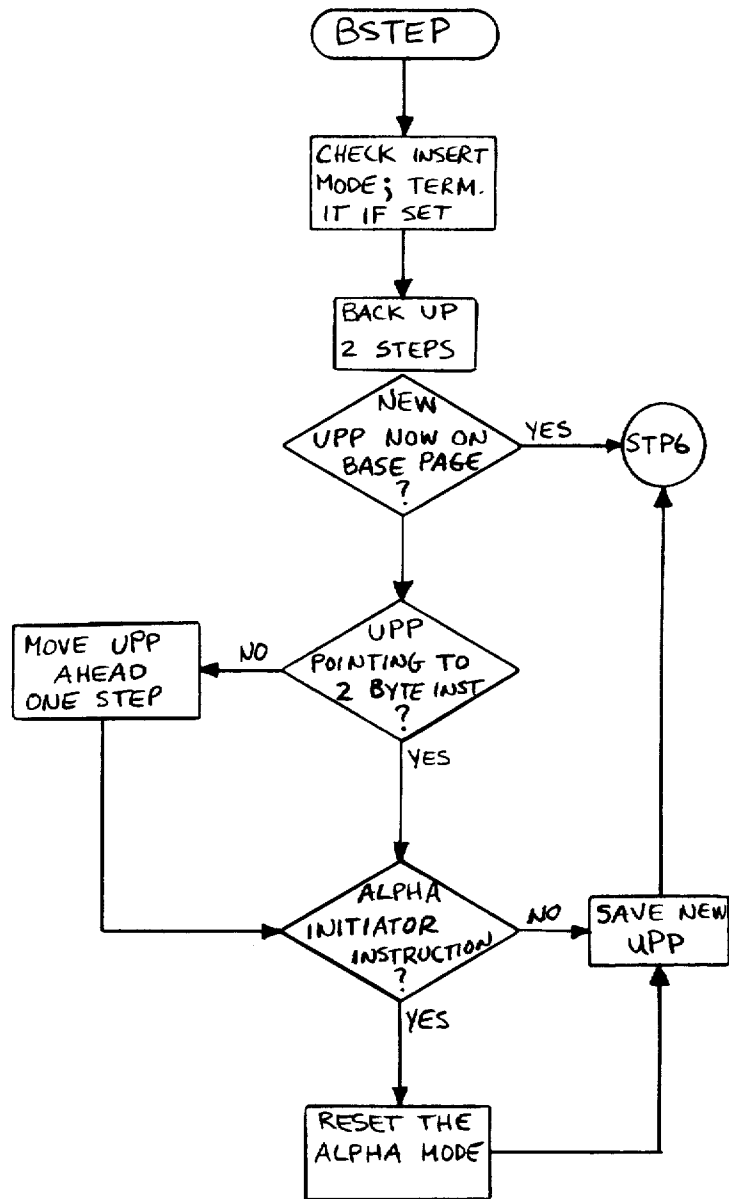 BSTEP
CHECK INSERT
MODE; TERM.
IT IF SET
BACK UP
2 STEPS
NEW
UPP NOW ON
BASE PAGE
?
YES
STP6
UPP
POINTING TO
2 BYTE INST
?
NO
MOVE UPP
AHEAD
ONE STEP
YES
ALPHA
INITIATOR
INSTRUCTION
?
NO
SAVE NEW
UPP
YES
RESET THE
ALPHA MODE